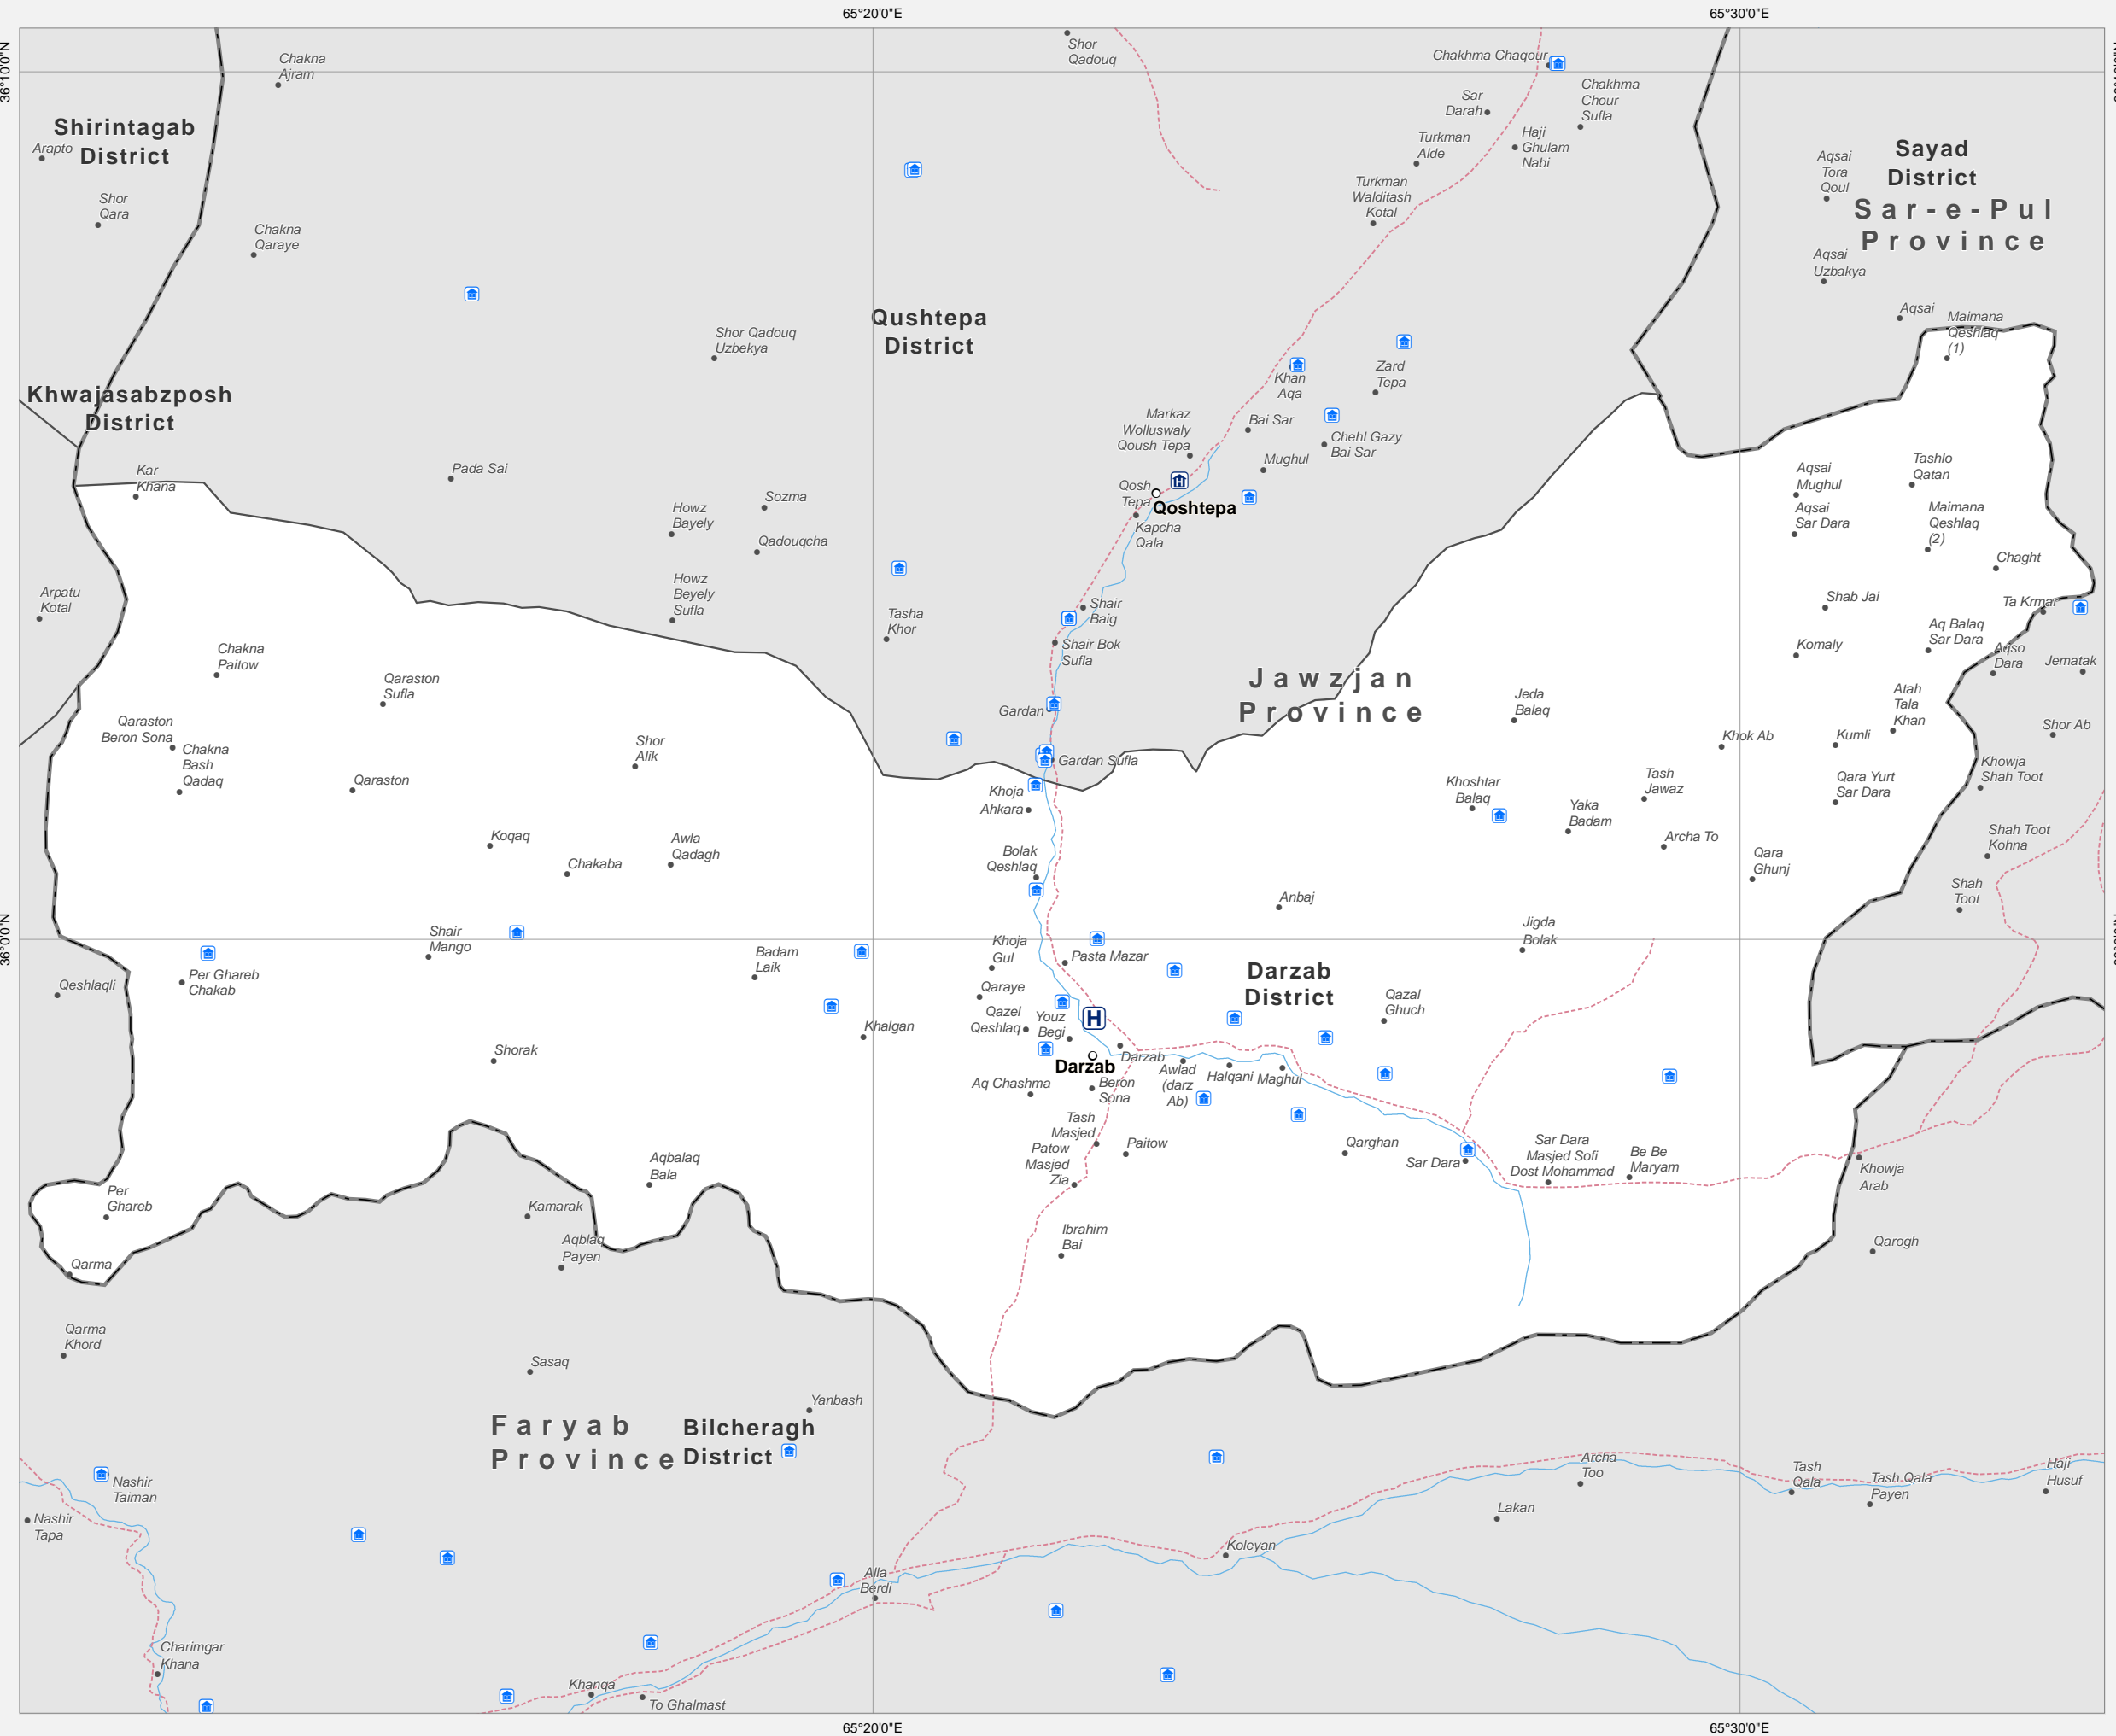 65°20'0"E
65°30'0"E
36°10'0"N
Shor
Qadouq
Chakhma Chaqour
Chakna
Ajram
Sar
Darah
Chakhma
Chour
Sufla
Shirintagab
District
Arapto
Turkman
Alde
Haji
Ghulam
Nabi
Sayad
District
Aqsai
Tora
Qoul
Sar-e-Pul
Province
Shor
Qara
Turkman
Walditash
Kotal
Chakna
Qaraye
Aqsai
Uzbakya
Qushtepa
District
Aqsai
Maimana
Qeshlaq
(1)
Shor Qadouq
Uzbekya
Khwajasabzposh
District
Khan
Aqa
Zard
Tepa
Markaz
Wolluswaly
Qoush Tepa
Bai Sar
Chehl Gazy
Bai Sar
Mughul
Kar
Khana
Pada Sai
Qosh
Tepa
Qoshtepa
Kapcha
Qala
Aqsai
Mughul
Tashlo
Qatan
Howz
Bayely
Sozma
Qadouqcha
Aqsai
Sar Dara
Maimana
Qeshlaq
(2)
Chaght
Arpatu
Kotal
Howz
Beyely
Sufla
Tasha
Khor
Shair
Baig
Shair Bok
Sufla
Shab Jai
Ta Krmar
Komaly
Aq Balaq
Sar Dara
Aqso
Dara
Jematak
Chakna
Paitow
Qaraston
Sufla
Jawzjan
Province
Gardan
Jeda
Balaq
Atah
Tala
Khan
Shor Ab
Qaraston
Beron Sona
Chakna
Bash
Qadaq
Shor
Alik
Khok Ab
Kumli
Gardan Sufla
Qaraston
Khoja
Ahkara
Khoshtar
Balaq
Tash
Jawaz
Qara Yurt
Sar Dara
Khowja
Shah Toot
Yaka
Badam
Koqaq
Awla
Qadagh
Chakaba
Bolak
Qeshlaq
Archa To
Qara
Ghunj
Shah Toot
Kohna
Shah
Toot
Anbaj
36°0'0"N
Shair
Mango
Jigda
Bolak
Khoja
Gul
Pasta Mazar
Badam
Laik
Darzab
District
Qeshlaqli
Per Ghareb
Chakab
Qaraye
Qazal
Ghuch
Qazel
Qeshlaq
Youz
Begi
Khalgan
Shorak
Darzab
Darzab
Awlad
(darz
Ab)
Halqani
Maghul
Aq Chashma
Beron
Sona
Tash
Masjed
Paitow
Patow
Masjed
Zia
Qarghan
Sar Dara
Sar Dara
Masjed Sofi
Dost Mohammad
Be Be
Maryam
Khowja
Arab
Aqbalaq
Bala
Per
Ghareb
Kamarak
Ibrahim
Bai
Aqblaq
Payen
Qarogh
Qarma
Qarma
Khord
Sasaq
Yanbash
Faryab
Province
Bilcheragh
District
Nashir
Taiman
Nashir
Tapa
Archa
Too
Tash
Qala
Tash Qala
Payen
Haji
Husuf
Lakan
Koleyan
Alla
Berdi
Charimgar
Khana
Khanqa
To Ghalmast
65°20'0"E
65°30'0"E